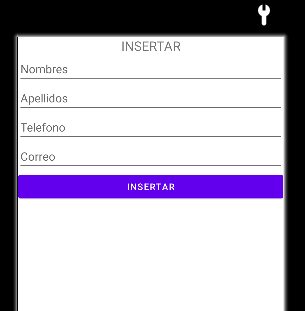 INSERTAR
Nombres
Apellidos
Telefono
Correo
INSERTAR